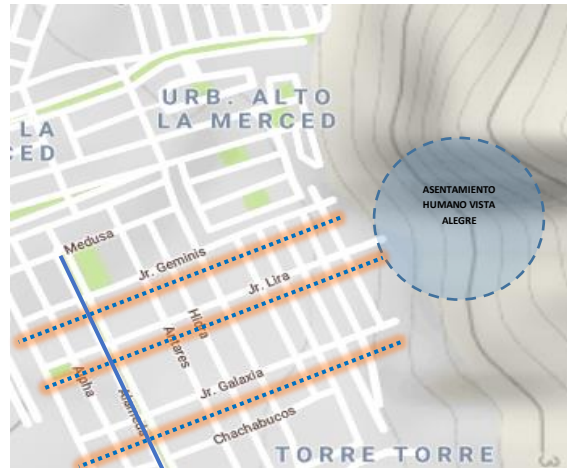 URB. ALTO
LA MERCED
LA
CED
ASENTAMIENTO
HUMANO VISTA
ALEGRE
Medusa
Jr. Geminis
Jr. Lira
Hidra
Antares
Alpha
Alameda
Jr. Galaxia
Chachabucos
TORRE TORRE